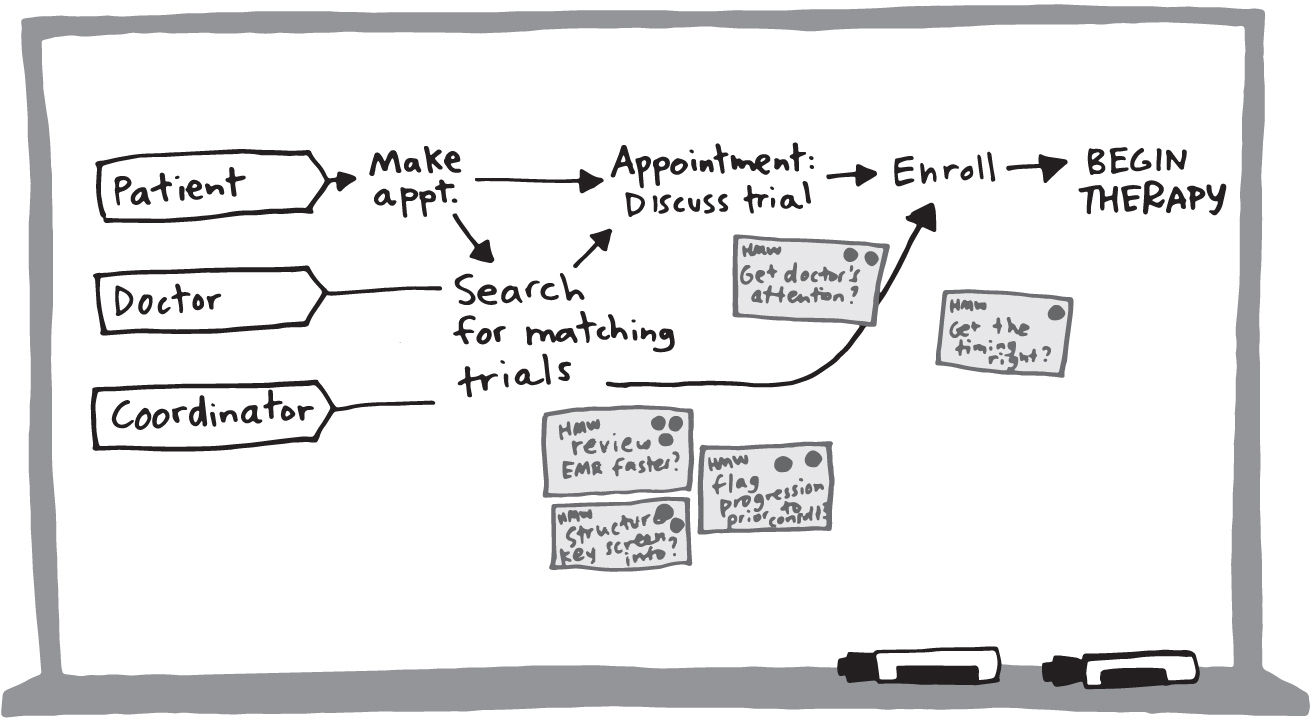 Patient
Make
appt.
Appointment:
Discuss trial
Enroll
BEGIN
THERAPY
Doctor
Search
for matching
trials
Coordinator
HMW
Get doctor's
attention?
HMW
Get the
timing
right?
HMW
review
EMR faster?
HMW
flag
progression
to
prior consult?
HMW
Structure
key screen
info?